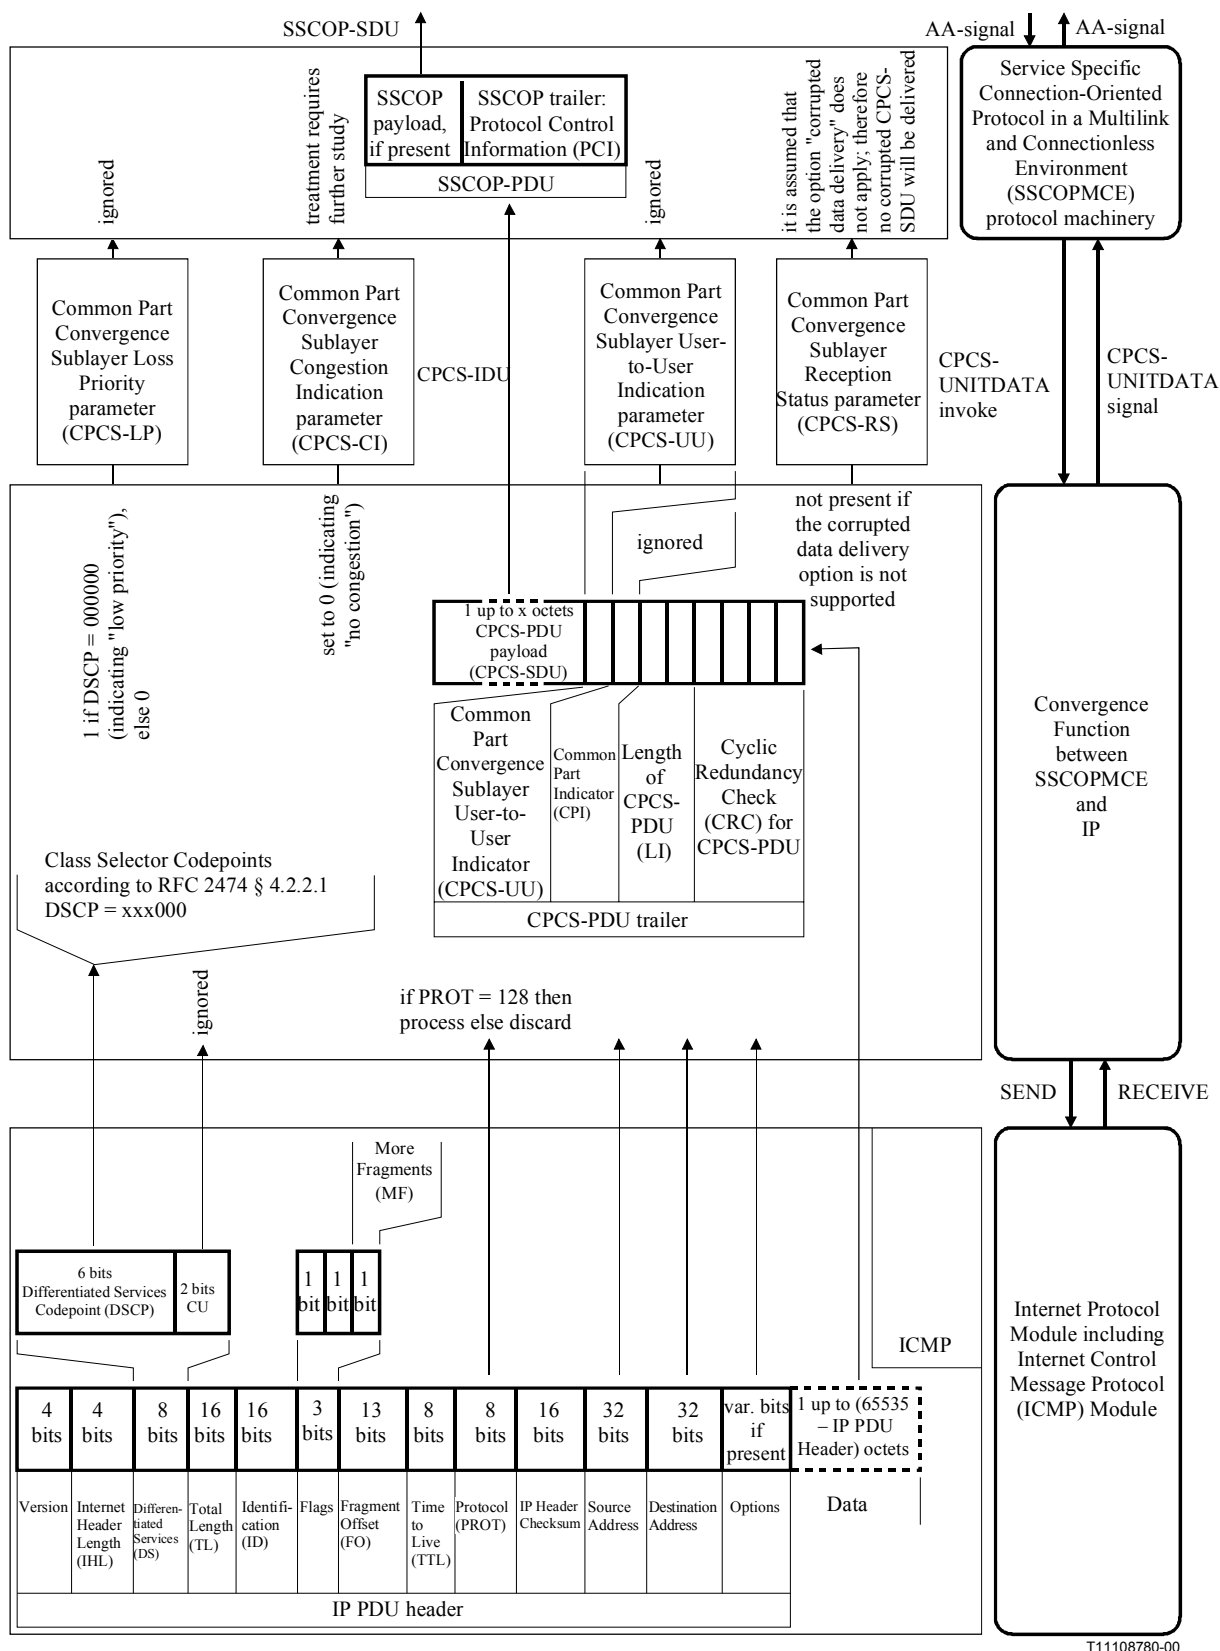 SSCOP-SDU
AA-signal
AA-signal
ignored
treatment requires
further study
SSCOP
payload,
if present
SSCOP trailer:
Protocol Control
Information (PCI)
SSCOP-PDU
ignored
it is assumed that
the option "corrupted
data delivery" does
not apply; therefore
no corrupted CPCS-
SDU will be delivered
Service Specific
Connection-Oriented
Protocol in a Multilink
and Connectionless
Environment
(SSCOPMCE)
protocol machinery
Common Part
Convergence
Sublayer Loss
Priority
parameter
(CPCS-LP)
Common Part
Convergence
Sublayer
Congestion
Indication
parameter
(CPCS-CI)
CPCS-IDU
Common Part
Convergence
Sublayer User-
to-User
Indication
parameter
(CPCS-UU)
Common Part
Convergence
Sublayer
Reception
Status parameter
(CPCS-RS)
CPCS-
UNITDATA
invoke
CPCS-
UNITDATA
signal
1 if DSCP = 000000
(indicating "low priority"),
else 0
set to 0 (indicating
"no congestion")
ignored
not present if
the corrupted
data delivery
option is not
supported
1 up to x octets
CPCS-PDU
payload
(CPCS-SDU)
Common
Part
Convergence
Sublayer
User-to-
User
Indicator
(CPCS-UU)
Common
Part
Indicator
(CPI)
Length
of
CPCS-
PDU
(LI)
Cyclic
Redundancy
Check
(CRC) for
CPCS-PDU
CPCS-PDU trailer
Convergence
Function
between
SSCOPMCE
and
IP
Class Selector Codepoints
according to RFC 2474 § 4.2.2.1
DSCP = xxx000
ignored
if PROT = 128 then
process else discard
SEND
RECEIVE
More
Fragments
(MF)
6 bits
Differentiated Services
Codepoint (DSCP)
2 bits
CU
1
bit
1
bit
1
bit
ICMP
Internet Protocol
Module including
Internet Control
Message Protocol
(ICMP) Module
4
bits
4
bits
8
bits
16
bits
16
bits
3
bits
13
bits
8
bits
8
bits
16
bits
32
bits
32
bits
var. bits
if
present
1 up to (65535
– IP PDU
Header) octets
Version
Internet
Header
Length
(IHL)
Differen-
tiated
Services
(DS)
Total
Length
(TL)
Identifi-
cation
(ID)
Flags
Fragment
Offset
(FO)
Time
to
Live
(TTL)
Protocol
(PROT)
IP Header
Checksum
Source
Address
Destination
Address
Options
Data
IP PDU header
T11108780-00